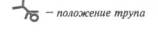 – положение трупа